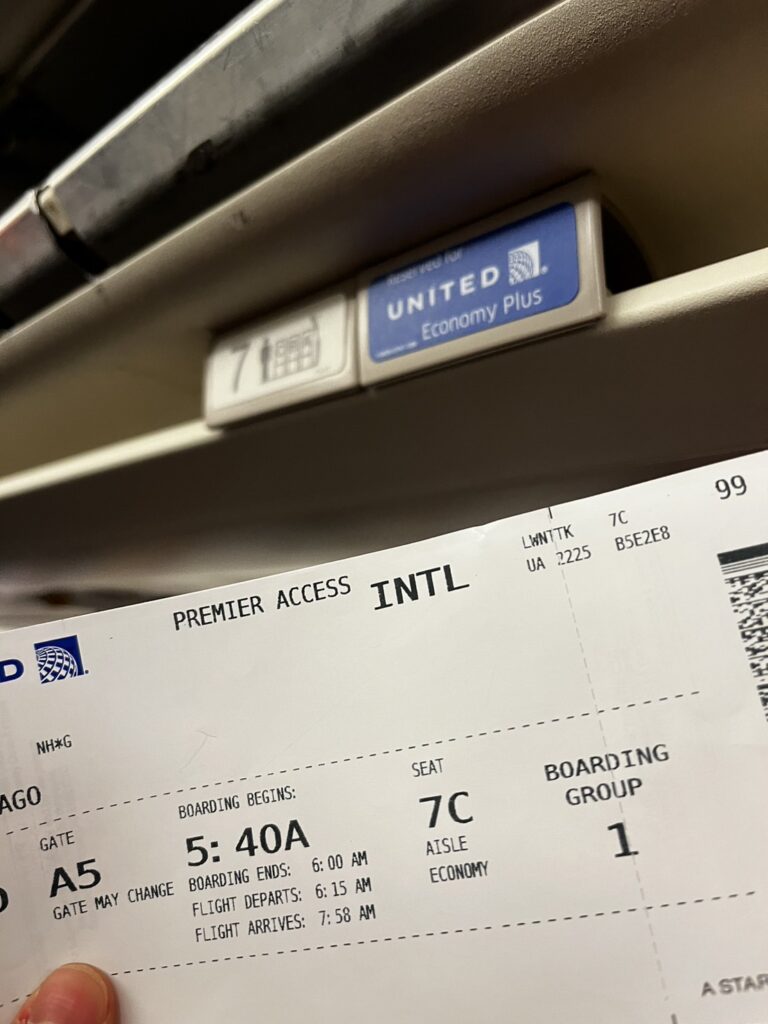 7
Reserved for
UNITED
Economy Plus
99
LWNTTK 7C
UA 2225 B5E2E8
PREMIER ACCESS INTL
D
NH*G
AGO
GATE
A5
GATE MAY CHANGE
BOARDING BEGINS:
5:40A
BOARDING ENDS: 6:00 AM
FLIGHT DEPARTS: 6:15 AM
FLIGHT ARRIVES: 7:58 AM
SEAT
7C
AISLE
ECONOMY
BOARDING
GROUP
1
A STAR